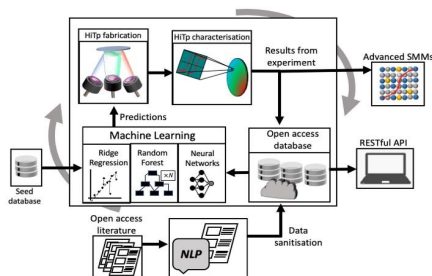 HiTp fabrication
HiTp characterisation
Results from
experiment
Advanced SMMs
Predictions
Machine Learning
Ridge
Regression
Random
Forest
×N
Neural
Networks
Open access
database
RESTful API
Seed
database
Open access
literature
NLP
Data
sanitisation